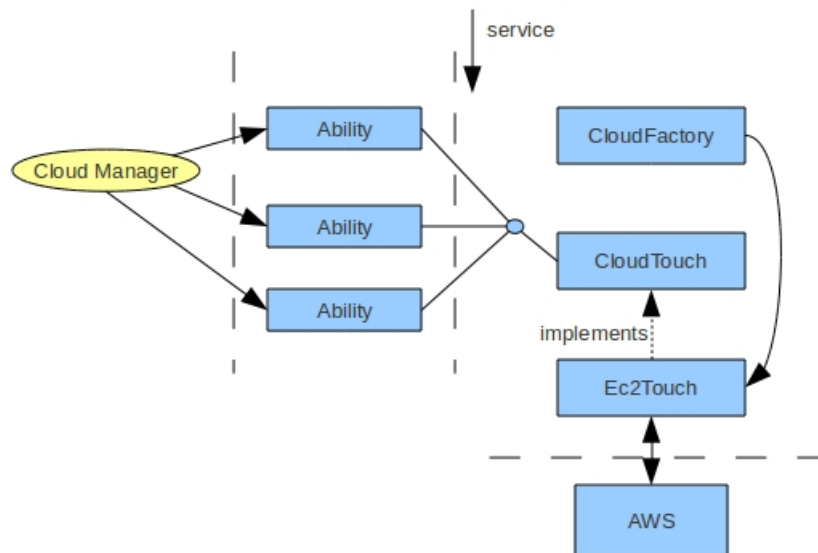 service
Ability
CloudFactory
Cloud Manager
Ability
CloudTouch
Ability
implements
Ec2Touch
AWS